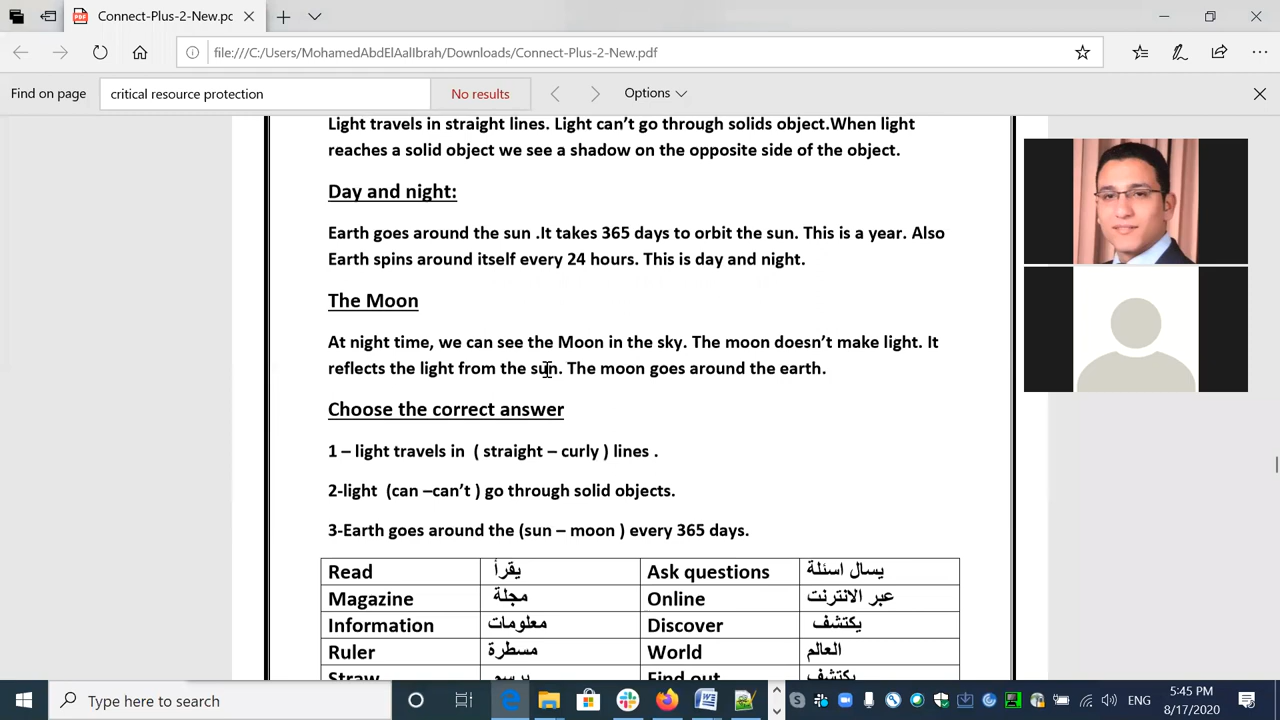 Connect-Plus-2-New.pdf
file:///C:/Users/MohamedAbdElAalIbrah/Downloads/Connect-Plus-2-New.pdf
Find on page
critical resource protection
No results
Options
Light travels in straight lines. Light can't go through solids object.When light
reaches a solid object we see a shadow on the opposite side of the object.
Day and night:
Earth goes around the sun .It takes 365 days to orbit the sun. This is a year. Also
Earth spins around itself every 24 hours. This is day and night.
The Moon
At night time, we can see the Moon in the sky. The moon doesn't make light. It
reflects the light from the sun. The moon goes around the earth.
Choose the correct answer
1 – light travels in ( straight – curly ) lines .
2-light (can –can't ) go through solid objects.
3-Earth goes around the (sun – moon ) every 365 days.
Read يقرأ Ask questions يسال اسئلة
Magazine مجلة Online عبر الانترنت
Information معلومات Discover يكتشف
Ruler مسطرة World العالم
Straw Find out يكتشف
Type here to search
ENG
5:45 PM
8/17/2020